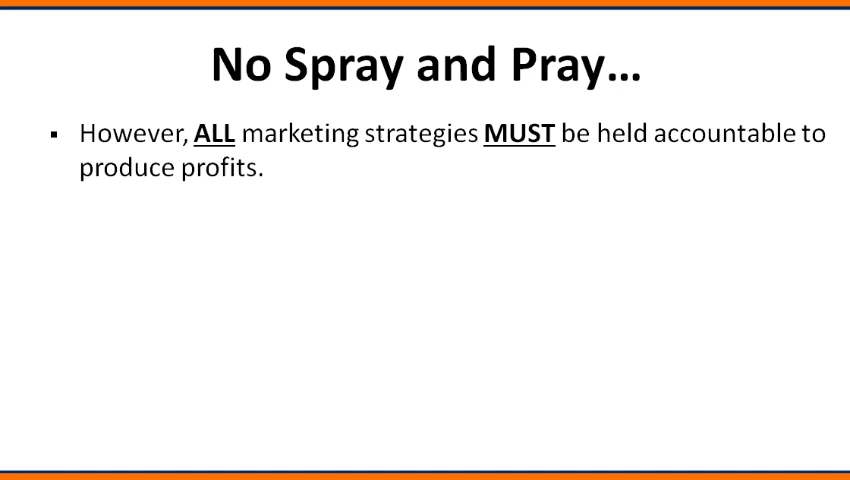 No Spray and Pray...
▪ However, ALL marketing strategies MUST be held accountable to
produce profits.